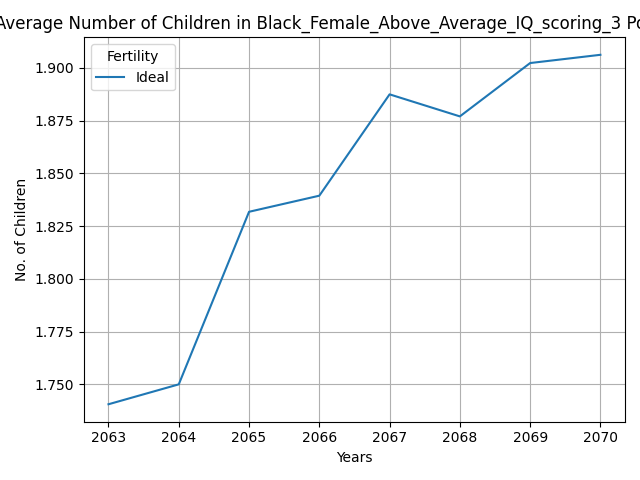 Average Number of Children in Black_Female_Above_Average_IQ_scoring_3 Po
Fertility
Ideal
1.900
1.875
1.850
1.825
1.800
1.775
1.750
No. of Children
2063 2064 2065 2066 2067 2068 2069 2070
Years